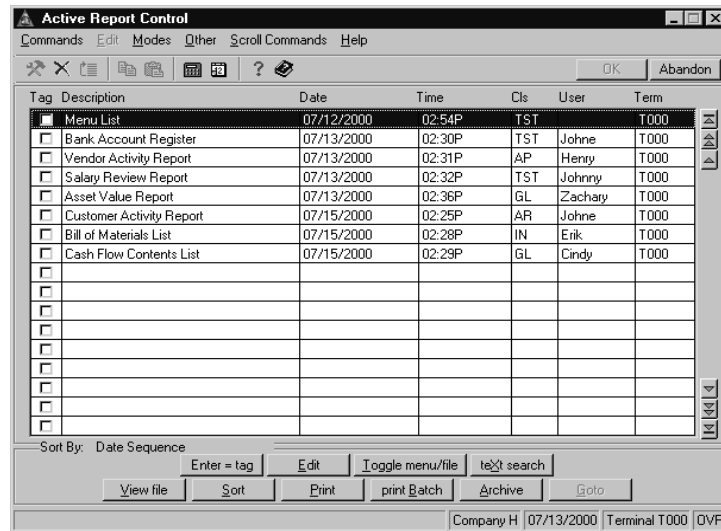 Active Report Control
Commands Edit Modes Other Scroll Commands Help
OK Abandon
Tag Description Date Time Cls User Term
Menu List 07/12/2000 02:54P TST T000
Bank Account Register 07/13/2000 02:30P TST Johne T000
Vendor Activity Report 07/13/2000 02:31P AP Henry T000
Salary Review Report 07/13/2000 02:32P TST Johnny T000
Asset Value Report 07/13/2000 02:36P GL Zachary T000
Customer Activity Report 07/15/2000 02:25P AR Johne T000
Bill of Materials List 07/15/2000 02:28P IN Erik T000
Cash Flow Contents List 07/15/2000 02:29P GL Cindy T000
Sort By: Date Sequence
Enter = tag Edit Toggle menu/file teXt search
View file Sort Print print Batch Archive Goto
Company H 07/13/2000 Terminal T000 OVR